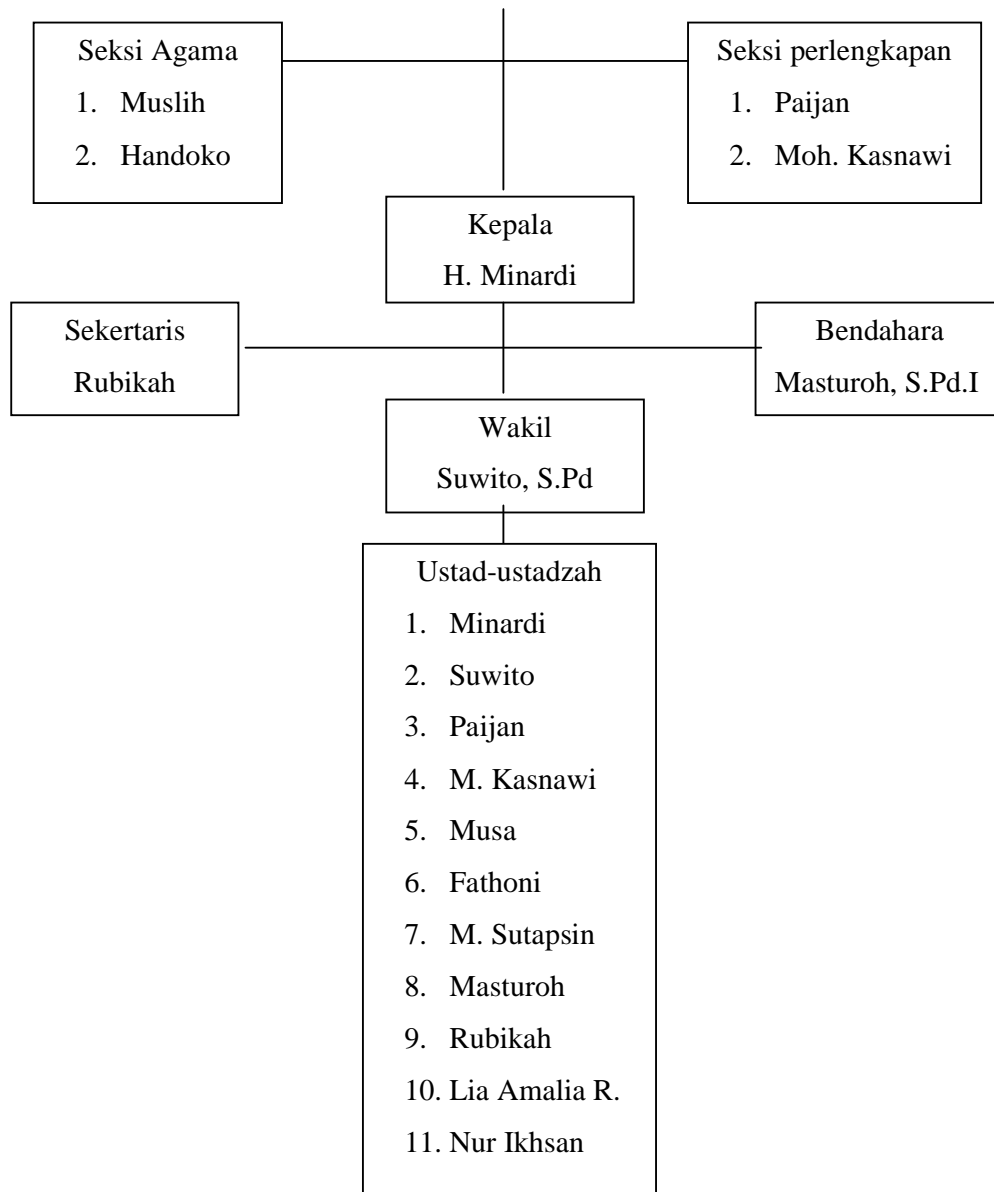 Seksi Agama
1. Muslih
2. Handoko
Seksi perlengkapan
1. Paijan
2. Moh. Kasnawi
Kepala
H. Minardi
Sekertaris
Rubikah
Bendahara
Masturoh, S.Pd.I
Wakil
Suwito, S.Pd
Ustad-ustadzah
1. Minardi
2. Suwito
3. Paijan
4. M. Kasnawi
5. Musa
6. Fathoni
7. M. Sutapsin
8. Masturoh
9. Rubikah
10. Lia Amalia R.
11. Nur Ikhsan